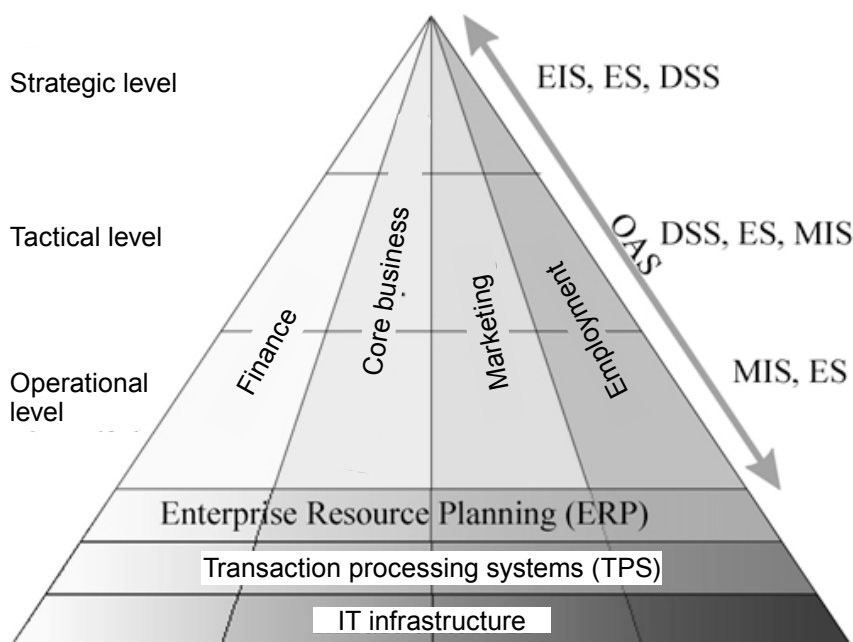 Strategic level
EIS, ES, DSS
Tactical level
OAS
DSS, ES, MIS
Finance
Core business
Marketing
Employment
Operational
level
MIS, ES
Enterprise Resource Planning (ERP)
Transaction processing systems (TPS)
IT infrastructure